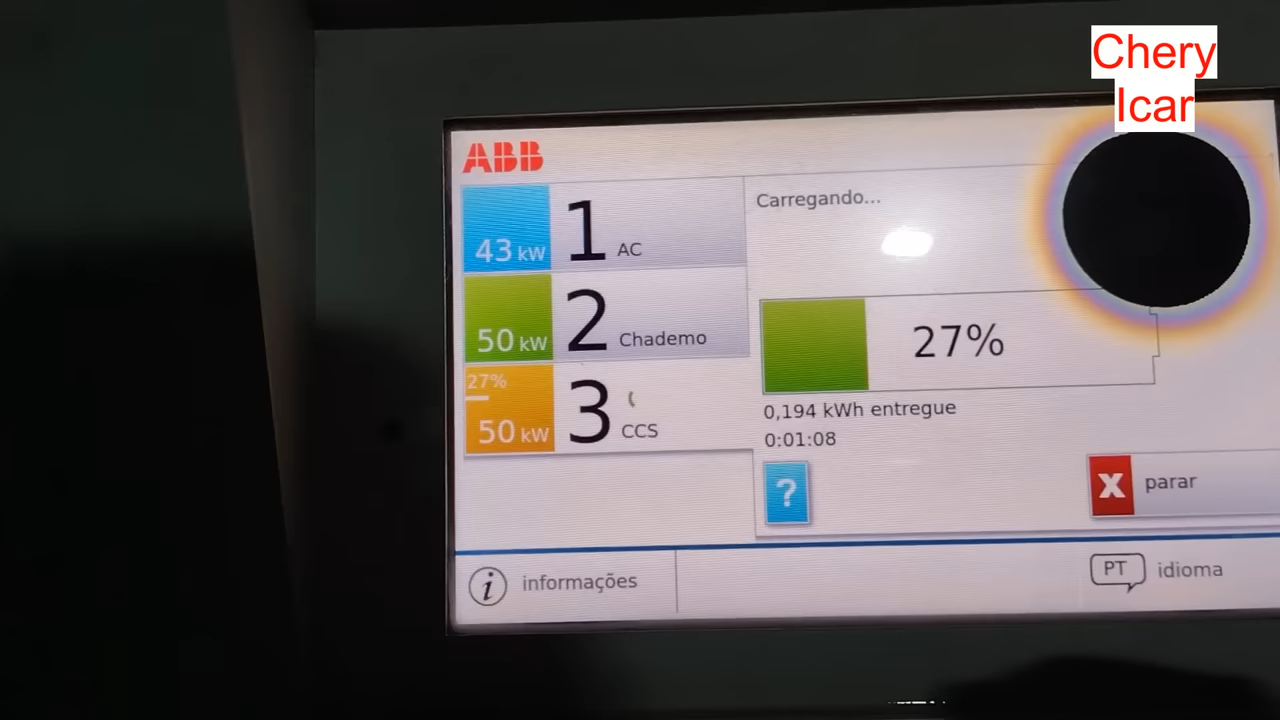 Chery
Icar
ABB
43 kW 1 AC
50 kW 2 Chademo
27%
50 kW 3 CCS
Carregando...
27%
0,194 kWh entregue
0:01:08
?
X parar
i informações
PT idioma